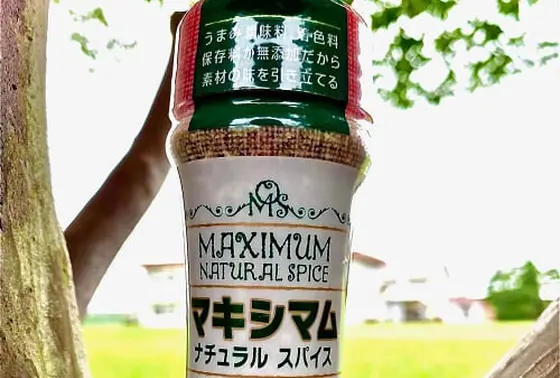 うまみ調味料、着色料
保存料が無添加だから
素材の味を引き立てる
MOS
MAXIMUM
NATURAL SPICE
マキシマム
ナチュラル スパイス